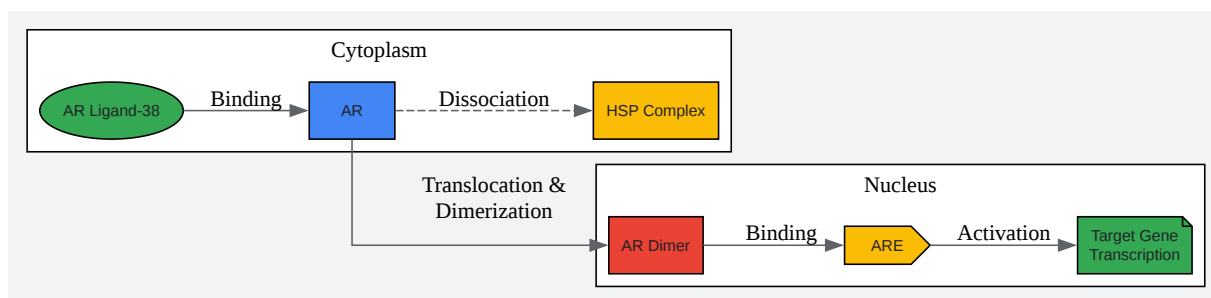 Cytoplasm
AR Ligand-38
Binding
AR
Dissociation
HSP Complex
Translocation &
Dimerization
Nucleus
AR Dimer
Binding
ARE
Activation
Target Gene
Transcription